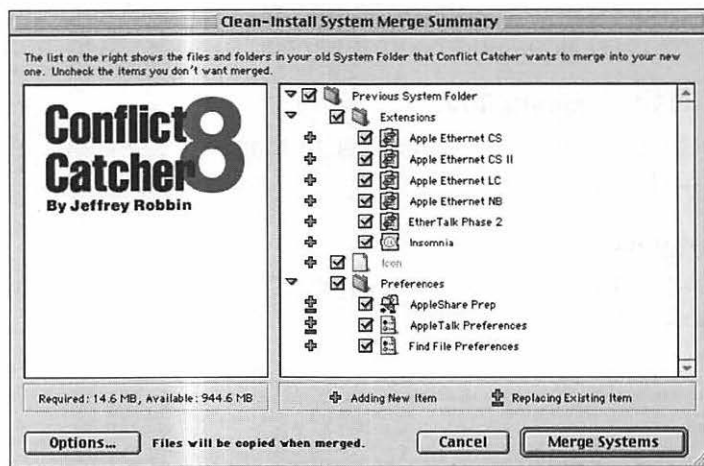 Clean-Install System Merge Summary
The list on the right shows the files and folders in your old System Folder that Conflict Catcher wants to merge into your new
one. Uncheck the items you don't want merged.
Conflict
Catcher 8
By Jeffrey Robbin
Previous System Folder
Extensions
Apple Ethernet CS
Apple Ethernet CS II
Apple Ethernet LC
Apple Ethernet NB
EtherTalk Phase 2
Insomnia
Icon
Preferences
AppleShare Prep
AppleTalk Preferences
Find File Preferences
Required: 14.6 MB, Available: 944.6 MB
Adding New Item
Replacing Existing Item
Options...
Files will be copied when merged.
Cancel
Merge Systems